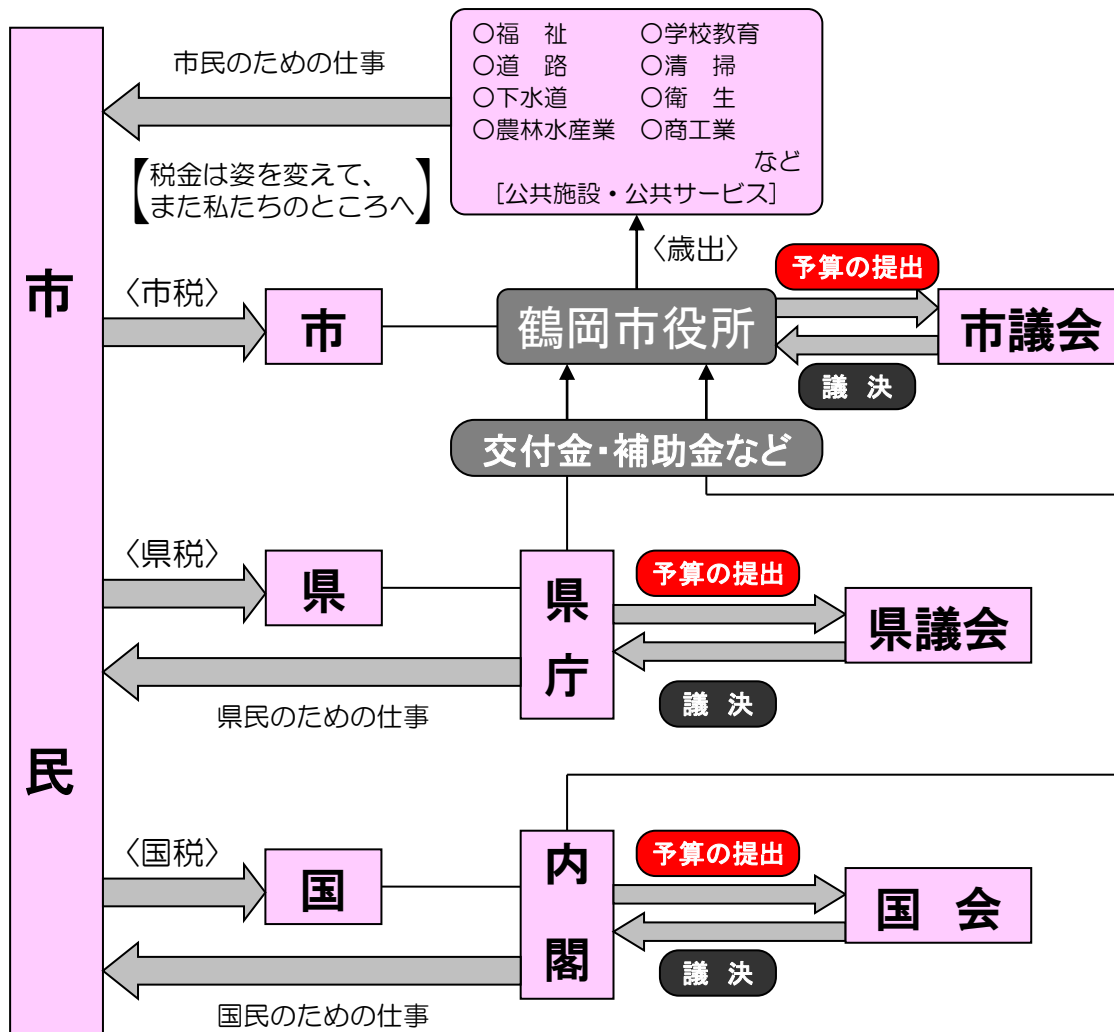 市民のための仕事
○福　祉　　○学校教育
○道　路　　○清　掃
○下水道　　○衛　生
○農林水産業　○商工業
など
［公共施設・公共サービス］
【税金は姿を変えて、
また私たちのところへ】
〈歳出〉
予算の提出
〈市税〉
市
鶴岡市役所
市議会
議　決
交付金・補助金など
市民
〈県税〉
県
県庁
予算の提出
県議会
議　決
県民のための仕事
〈国税〉
国
内閣
予算の提出
国　会
議　決
国民のための仕事